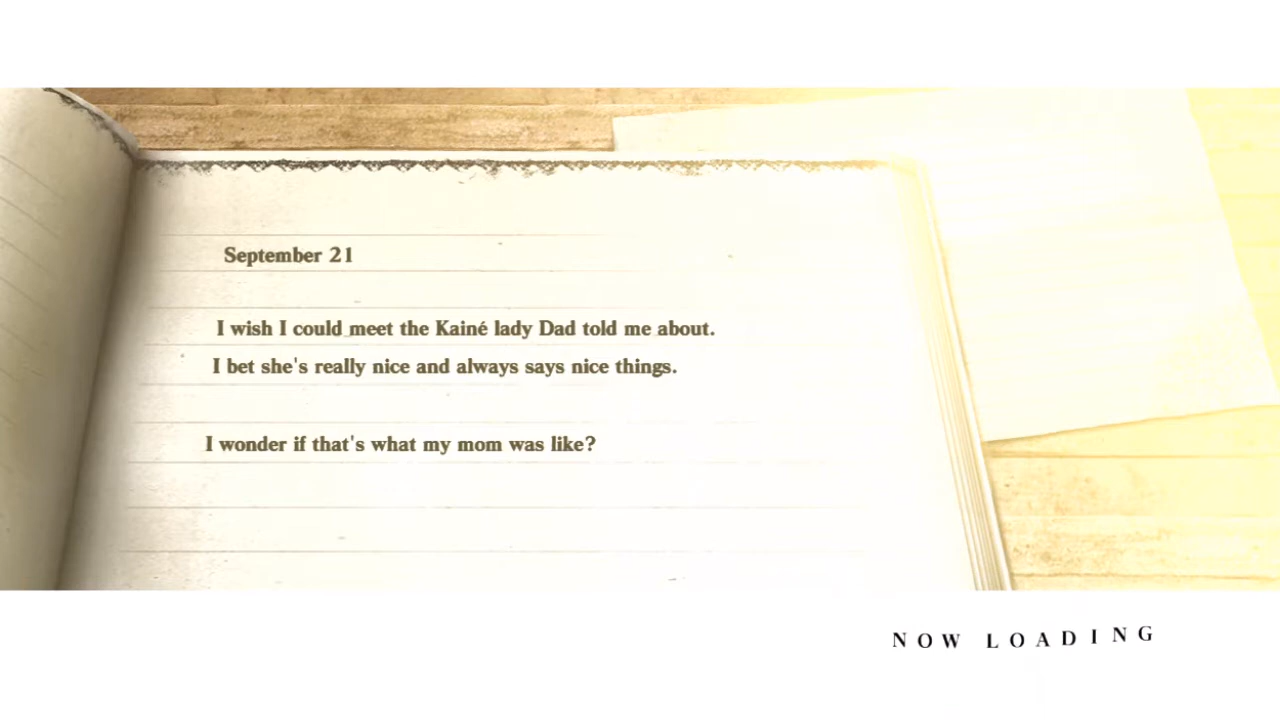 September 21
I wish I could meet the Kainé lady Dad told me about.
I bet she's really nice and always says nice things.
I wonder if that's what my mom was like?
NOW LOADING